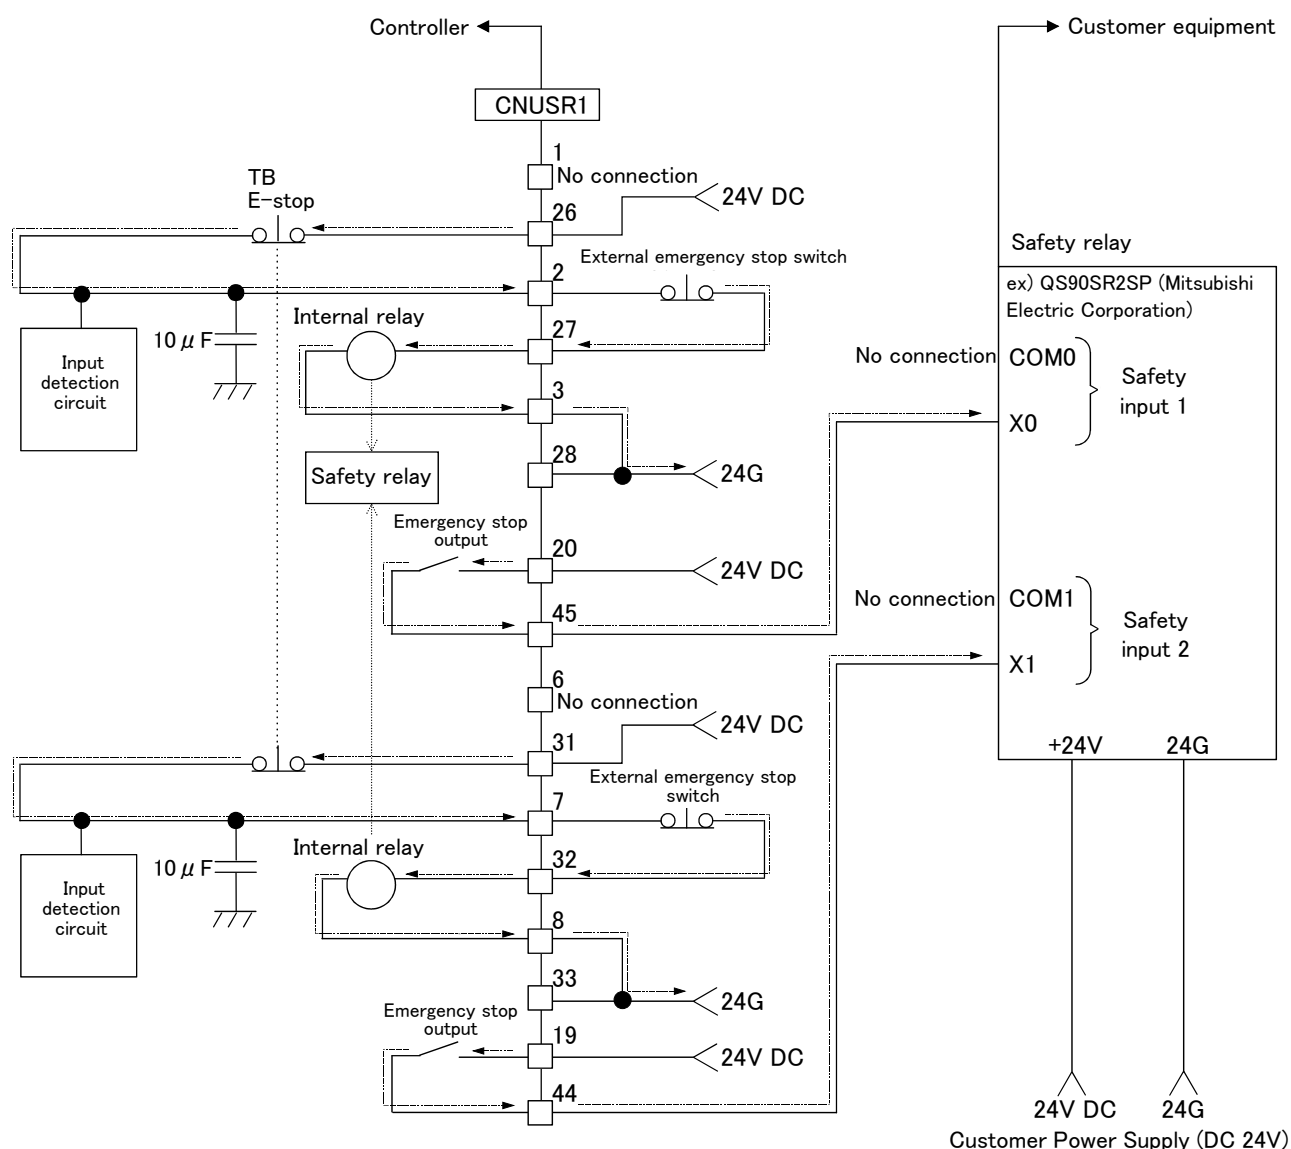 Controller
Customer equipment
CNUSR1
1
No connection
TB
E-stop
24V DC
26
External emergency stop switch
2
Internal relay
27
10μF
Input
detection
circuit
3
28
24G
Safety relay
Emergency stop
output
20
24V DC
45
6
No connection
24V DC
31
External emergency stop
switch
7
Internal relay
32
10μF
Input
detection
circuit
8
33
24G
Emergency stop
output
19
24V DC
44
Safety relay
ex) QS90SR2SP (Mitsubishi
Electric Corporation)
No connection
COM0
X0
Safety
input 1
No connection
COM1
X1
Safety
input 2
+24V
24G
24V DC
24G
Customer Power Supply (DC 24V)